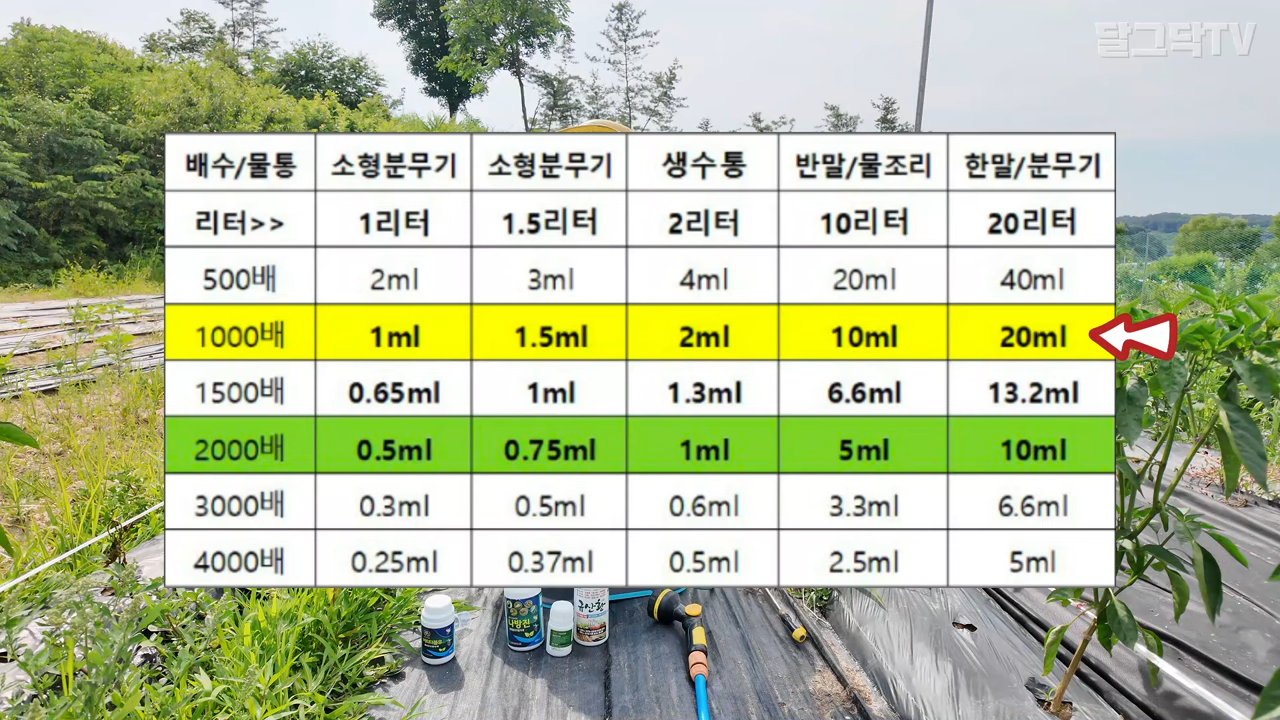 달그닥TV
배수/물통 소형분무기 소형분무기 생수통 반말/물조리 한말/분무기
리터>> 1리터 1.5리터 2리터 10리터 20리터
500배 2ml 3ml 4ml 20ml 40ml
1000배 1ml 1.5ml 2ml 10ml 20ml
1500배 0.65ml 1ml 1.3ml 6.6ml 13.2ml
2000배 0.5ml 0.75ml 1ml 5ml 10ml
3000배 0.3ml 0.5ml 0.6ml 3.3ml 6.6ml
4000배 0.25ml 0.37ml 0.5ml 2.5ml 5ml
나방진
균안황